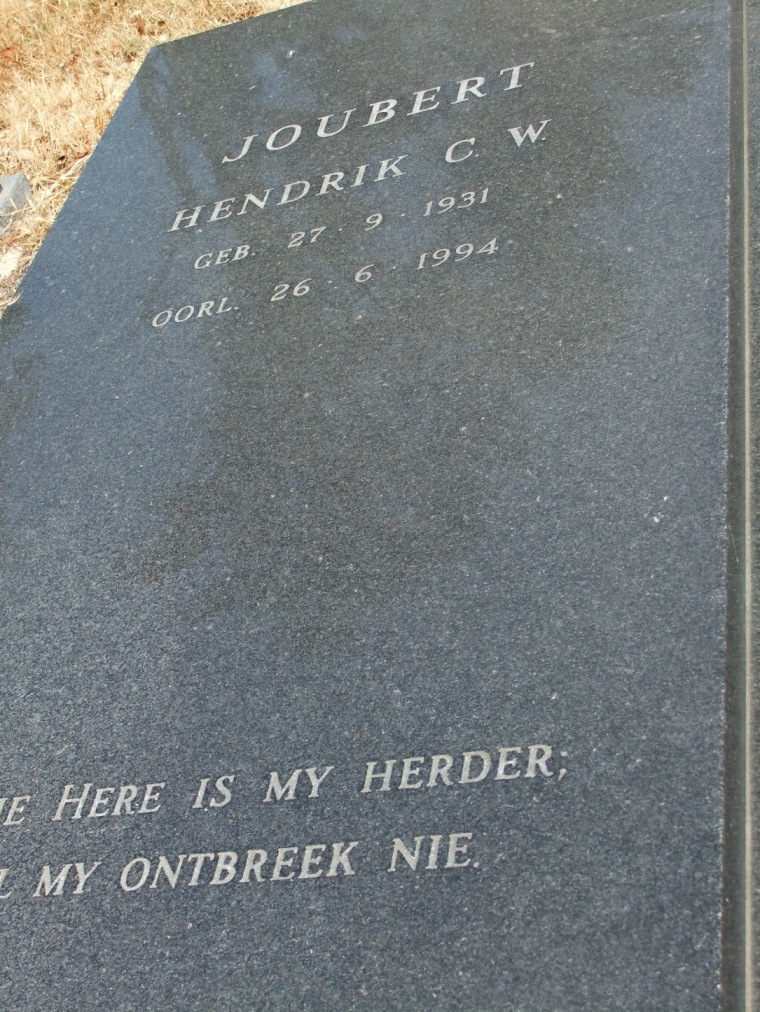 JOUBERT
HENDRIK C. W.
GEB. 27 · 9 · 1931
OORL. 26 · 6 · 1994
HERE IS MY HERDER;
MY ONTBREEK NIE.